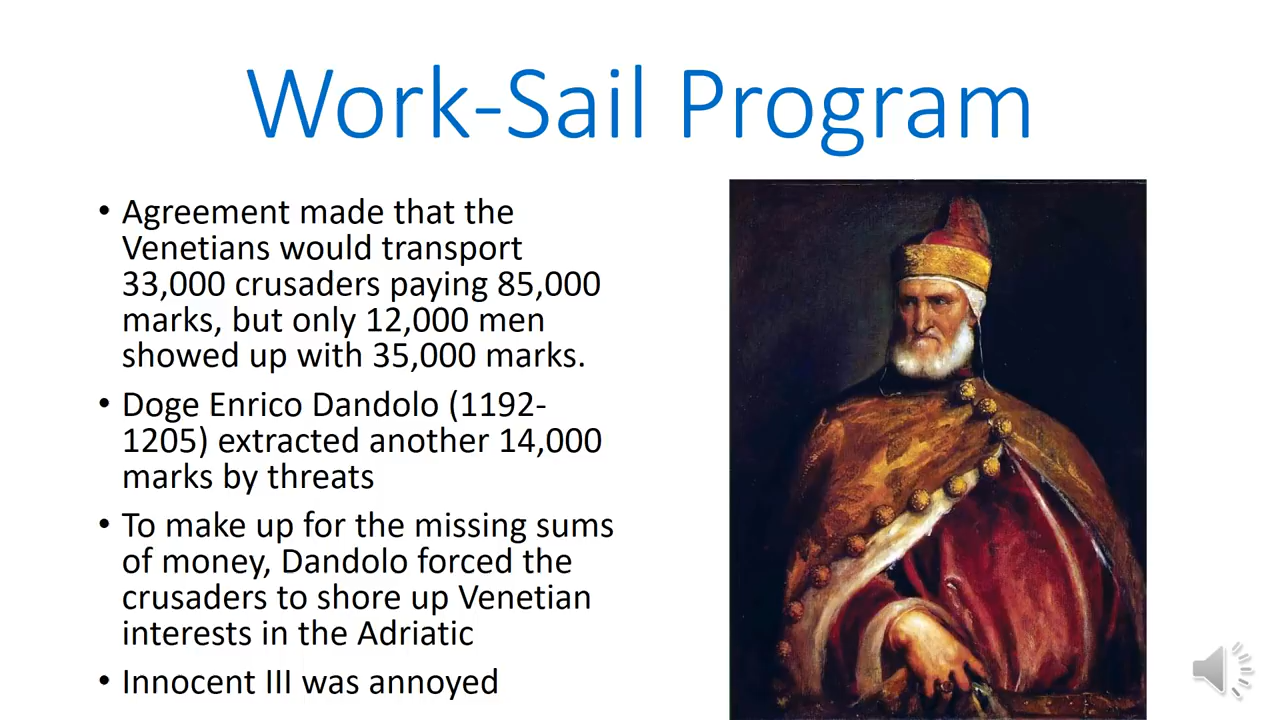 Work-Sail Program
• Agreement made that the
Venetians would transport
33,000 crusaders paying 85,000
marks, but only 12,000 men
showed up with 35,000 marks.
• Doge Enrico Dandolo (1192-
1205) extracted another 14,000
marks by threats
• To make up for the missing sums
of money, Dandolo forced the
crusaders to shore up Venetian
interests in the Adriatic
• Innocent III was annoyed